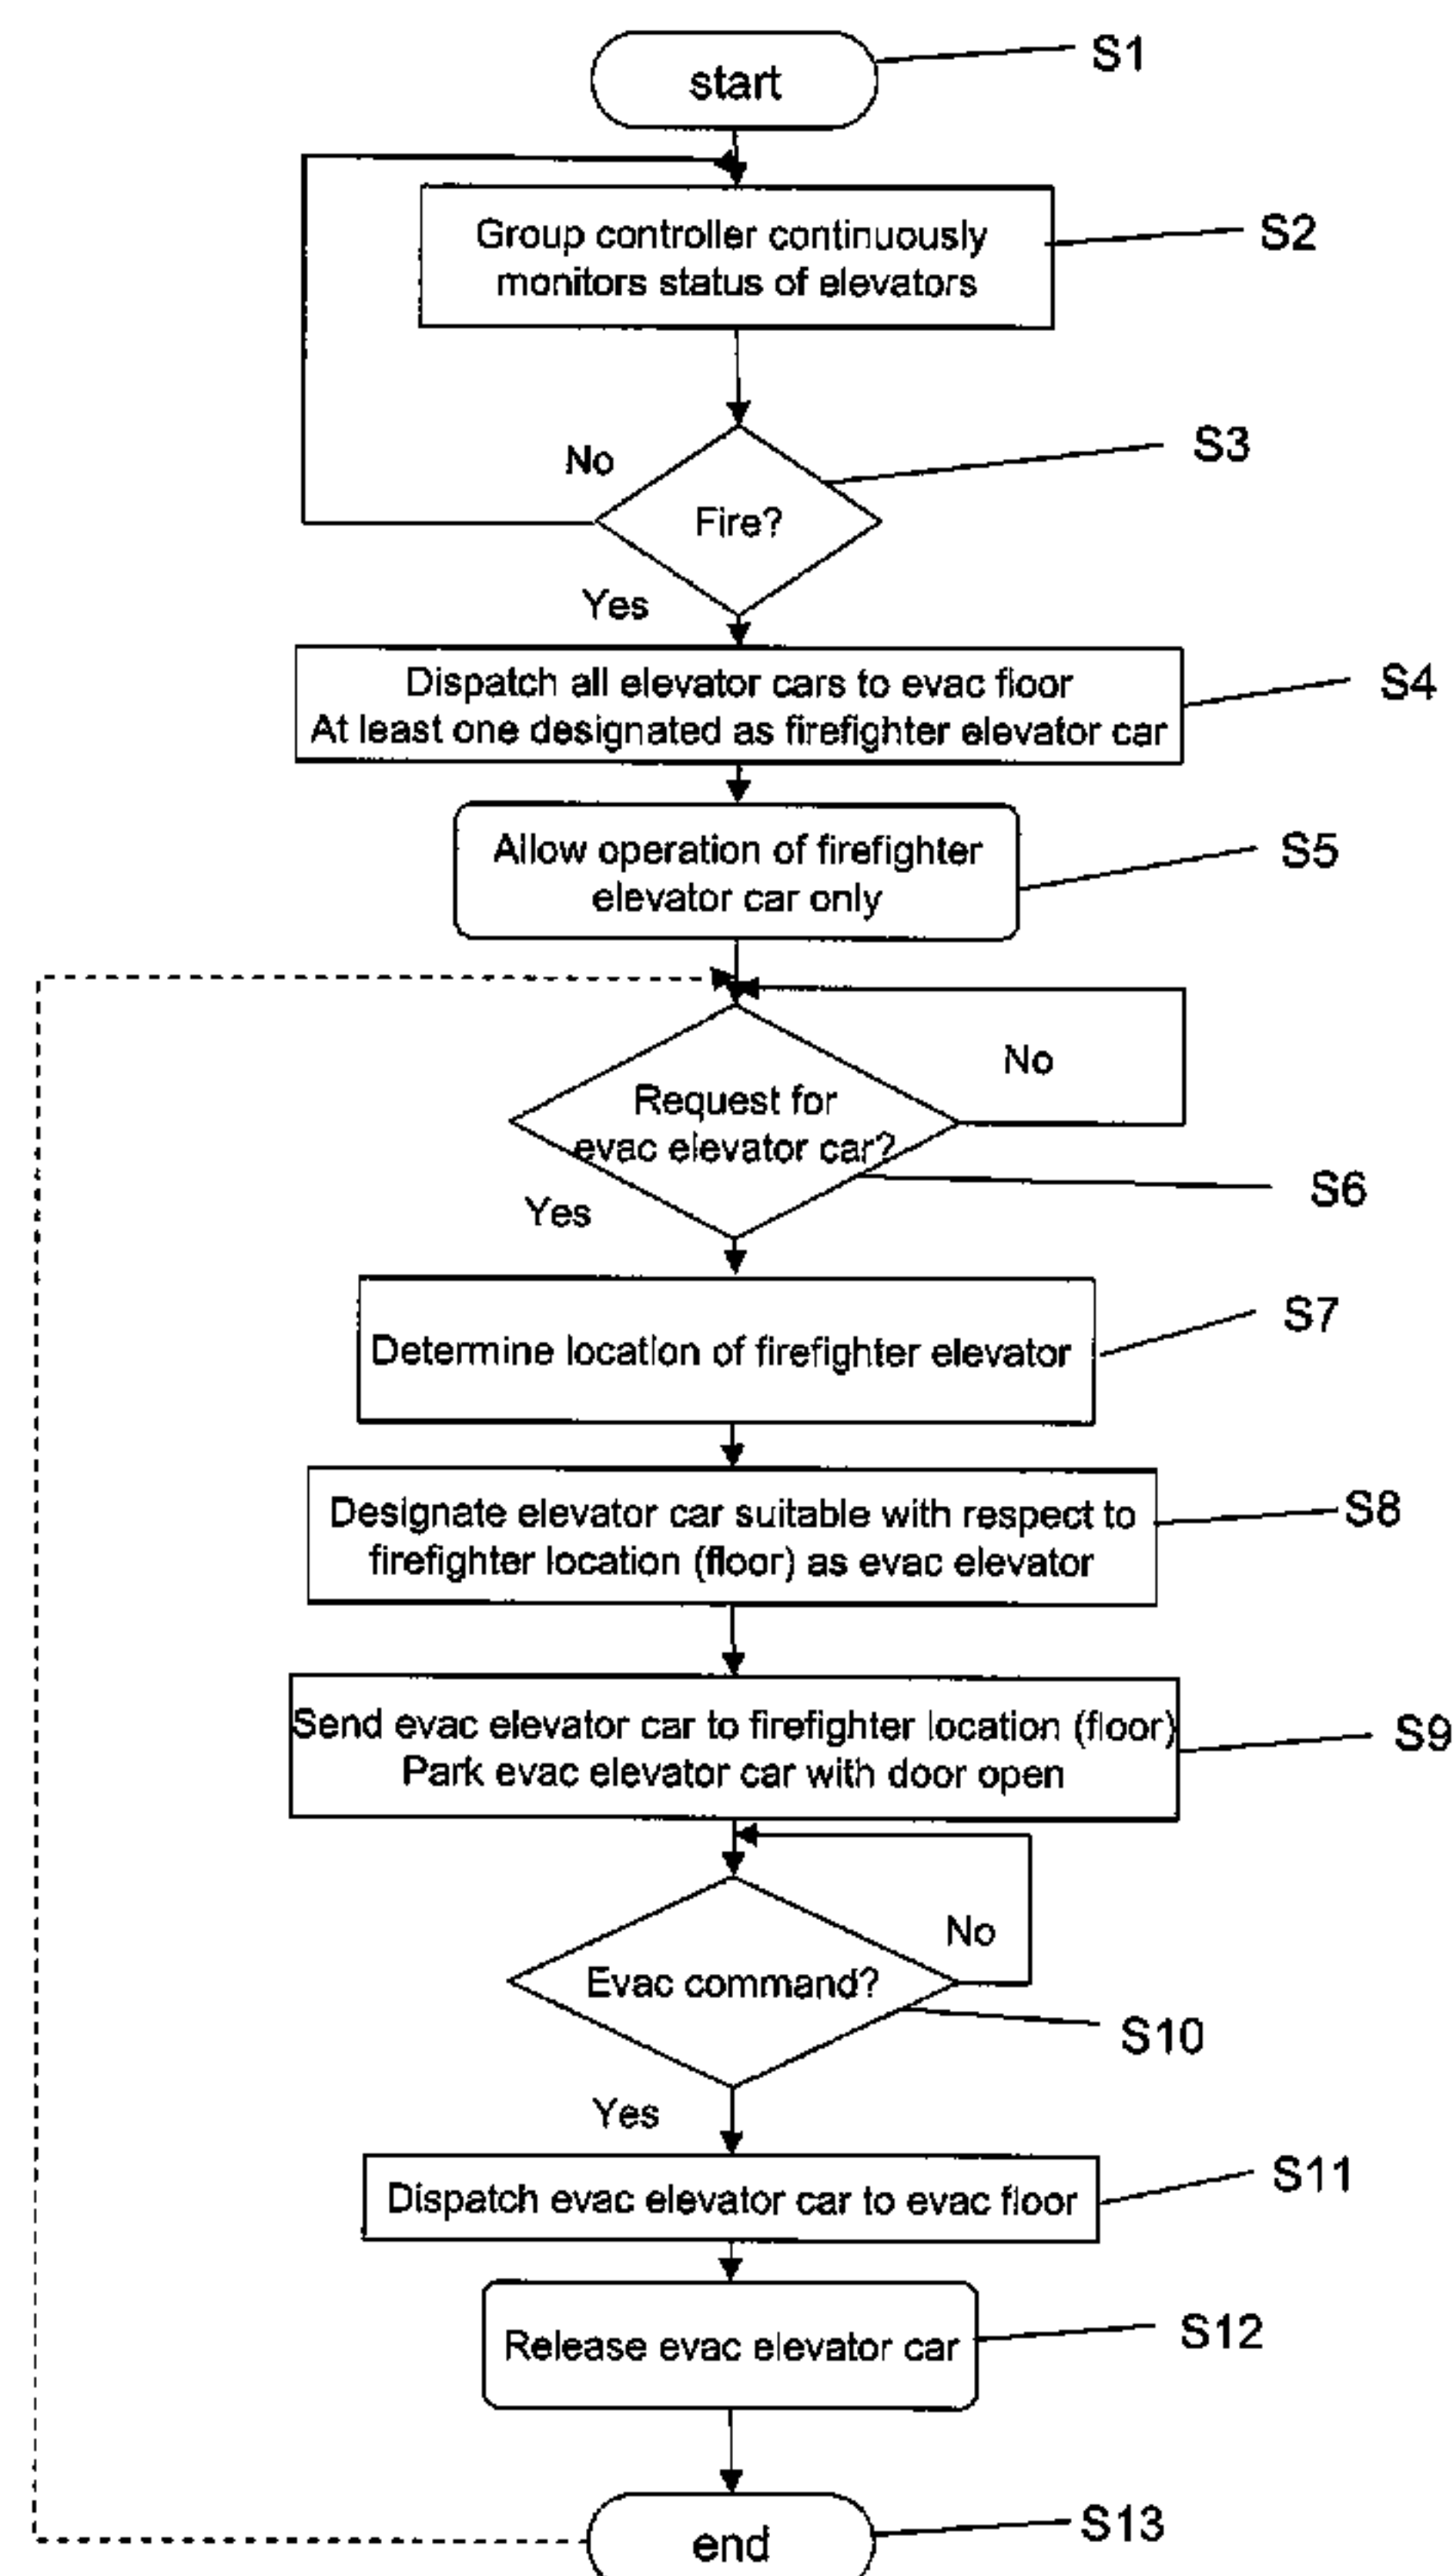 start
S1
Group controller continuously
monitors status of elevators
S2
No
S3
Fire?
Yes
Dispatch all elevator cars to evac floor
At least one designated as firefighter elevator car
S4
Allow operation of firefighter
elevator car only
S5
No
Request for
evac elevator car?
S6
Yes
Determine location of firefighter elevator
S7
Designate elevator car suitable with respect to
firefighter location (floor) as evac elevator
S8
Send evac elevator car to firefighter location (floor)
Park evac elevator car with door open
S9
No
Evac command?
S10
Yes
Dispatch evac elevator car to evac floor
S11
Release evac elevator car
S12
end
S13